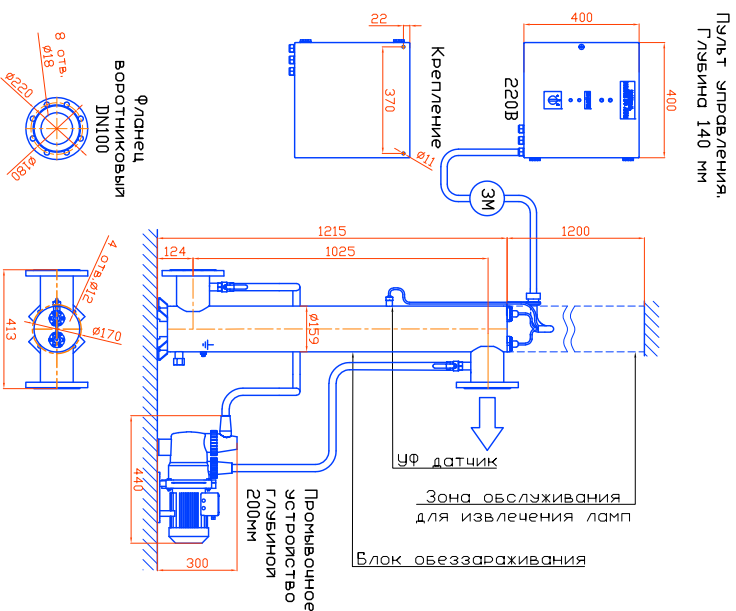 Пульт управления.
Глубина 140 мм
400
400
220В
22
370
Ø11
Крепление
3М
8 отв.
Ø18
Ø220
Ø180
Фланец
воротниковый
DN100
1215
1200
124
1025
Ø159
4 отв.Ø12
Ø170
413
440
300
УФ датчик
Зона обслуживания
для извлечения ламп
Блок обеззараживания
Промывочное
устройство
глубиной
200мм